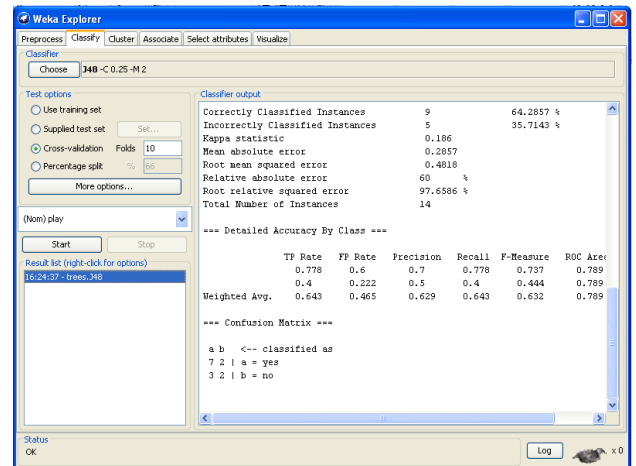 Weka Explorer
Preprocess Classify Cluster Associate Select attributes Visualize
Classifier
Choose J48 -C 0.25 -M 2
Test options
Use training set
Supplied test set Set...
Cross-validation Folds 10
Percentage split % 66
More options...
(Nom) play
Start Stop
Result list (right-click for options)
16:24:37 - trees.J48
Classifier output
Correctly Classified Instances 9 64.2857 %
Incorrectly Classified Instances 5 35.7143 %
Kappa statistic 0.186
Mean absolute error 0.2857
Root mean squared error 0.4818
Relative absolute error 60 %
Root relative squared error 97.6586 %
Total Number of Instances 14
=== Detailed Accuracy By Class ===
TP Rate FP Rate Precision Recall F-Measure ROC Area
0.778 0.6 0.7 0.778 0.737 0.789
0.4 0.222 0.5 0.4 0.444 0.789
Weighted Avg. 0.643 0.465 0.629 0.643 0.632 0.789
=== Confusion Matrix ===
a b <-- classified as
7 2 | a = yes
3 2 | b = no
Status
OK
Log
x 0